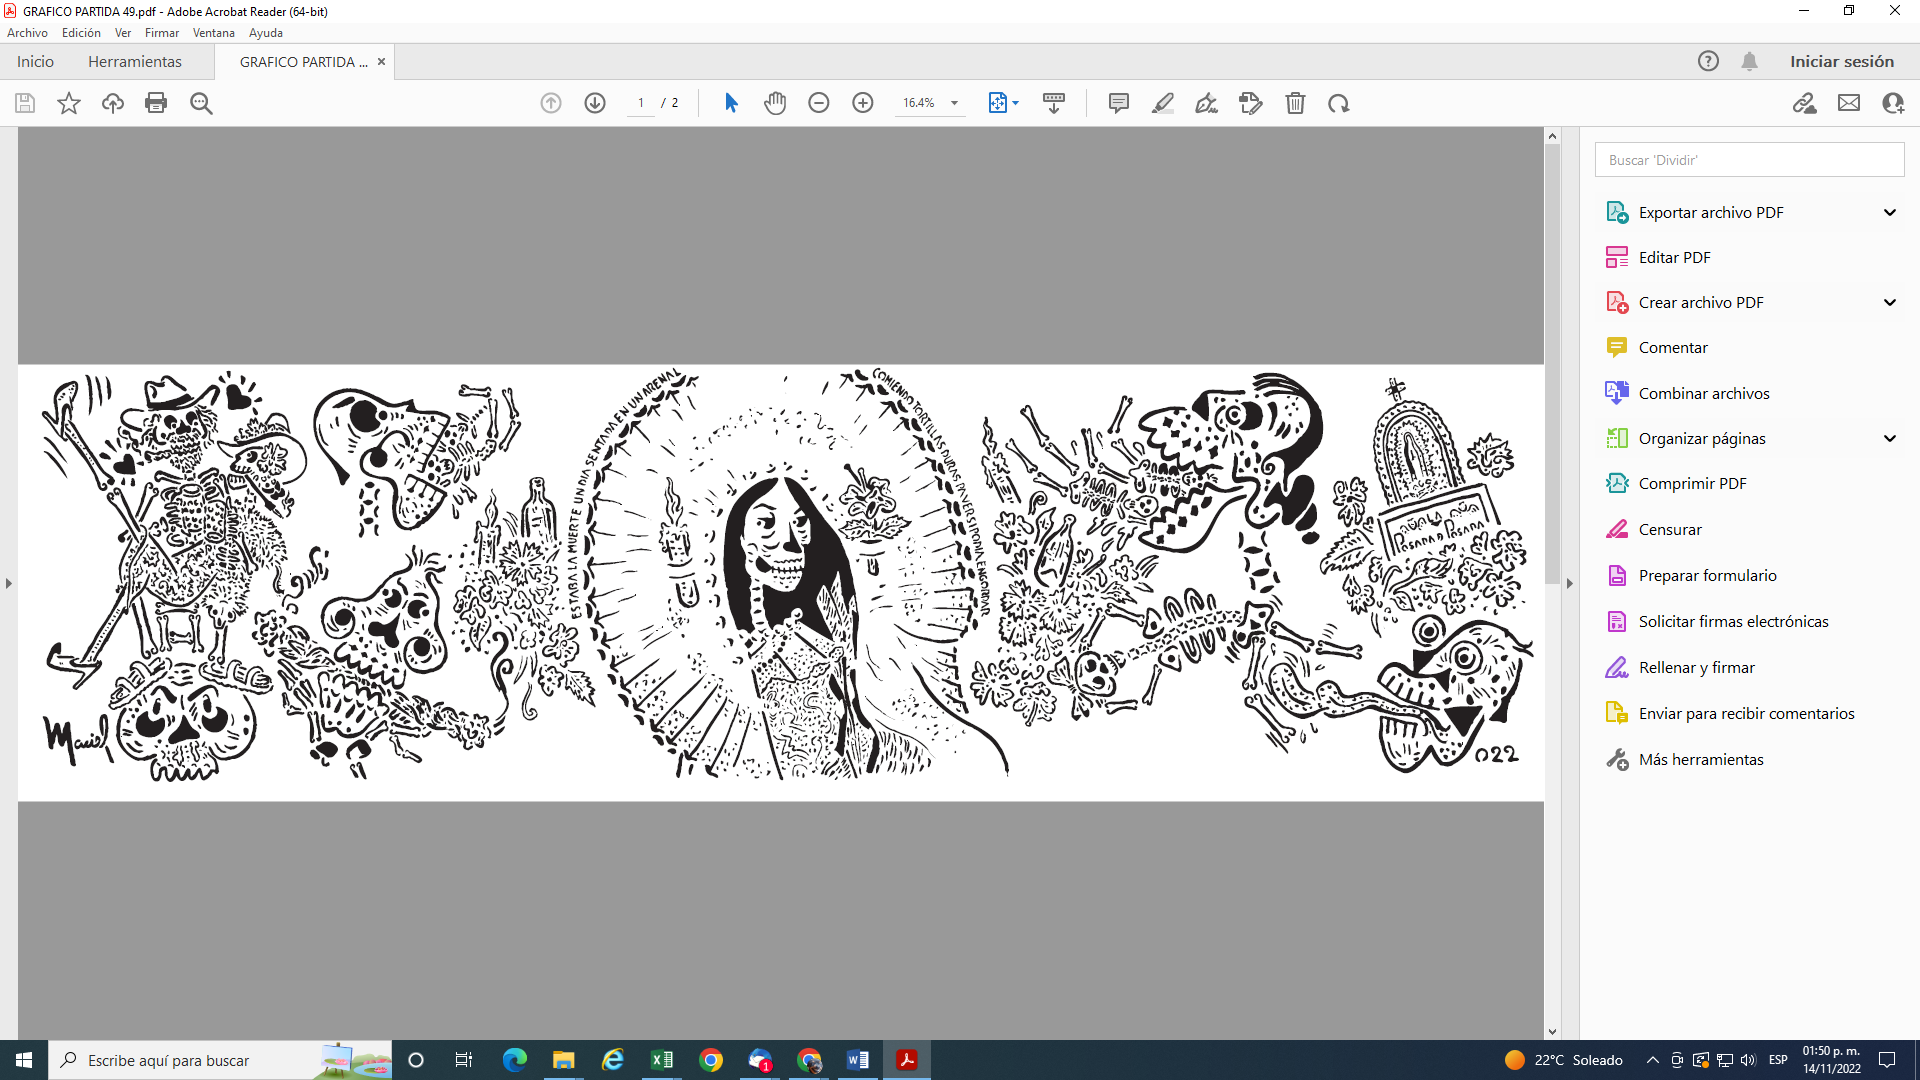 GRAFICO PARTIDA 49.pdf - Adobe Acrobat Reader (64-bit)
Archivo Edición Ver Firmar Ventana Ayuda
Inicio Herramientas GRAFICO PARTIDA ... × Iniciar sesión
1 / 2 16.4%
Buscar 'Dividir'
Exportar archivo PDF
Editar PDF
Crear archivo PDF
Comentar
Combinar archivos
Organizar páginas
Comprimir PDF
Censurar
Preparar formulario
Solicitar firmas electrónicas
Rellenar y firmar
Enviar para recibir comentarios
Más herramientas
ESTABA LA MUERTE UN DIA SENTADA EN UN ARENAL
COMIENDO TORTILLAS DURAS PA VER SI PODIA ENGORDAR
POSADA POSADA
Maciel
022
Escribe aquí para buscar
1
22°C Soleado
ESP
01:50 p. m.
14/11/2022